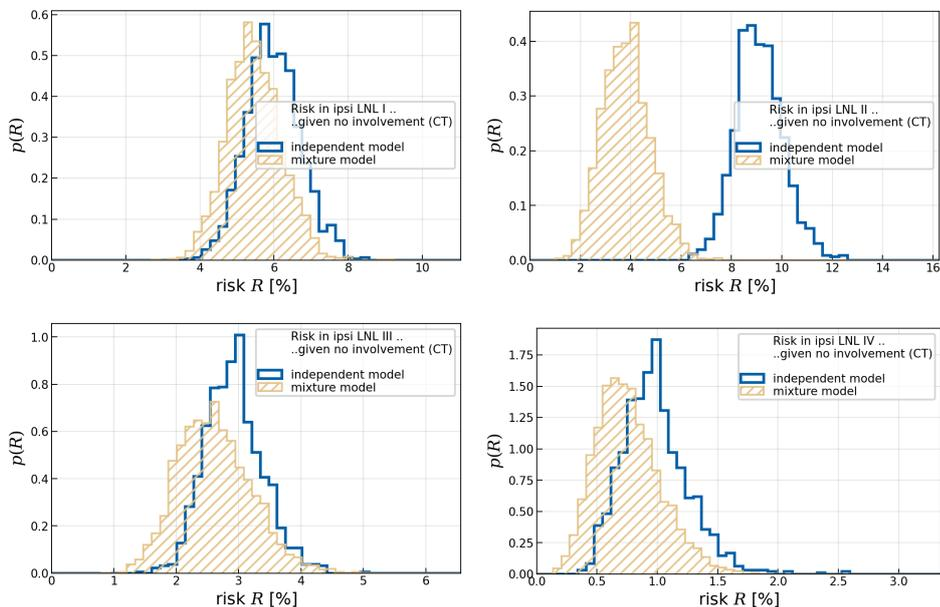 0.6
0.5
0.4
0.3
0.2
0.1
0.0
p(R)
Risk in ipsi LNL I ..
..given no involvement (CT)
independent model
mixture model
0
2
4
6
8
10
risk R [%]
0.4
0.3
0.2
0.1
0.0
p(R)
Risk in ipsi LNL II ..
..given no involvement (CT)
independent model
mixture model
0
2
4
6
8
10
12
14
16
risk R [%]
1.0
0.8
0.6
0.4
0.2
0.0
p(R)
Risk in ipsi LNL III ..
..given no involvement (CT)
independent model
mixture model
0
1
2
3
4
5
6
risk R [%]
1.75
1.50
1.25
1.00
0.75
0.50
0.25
0.00
p(R)
Risk in ipsi LNL IV ..
..given no involvement (CT)
independent model
mixture model
0.0
0.5
1.0
1.5
2.0
2.5
3.0
risk R [%]